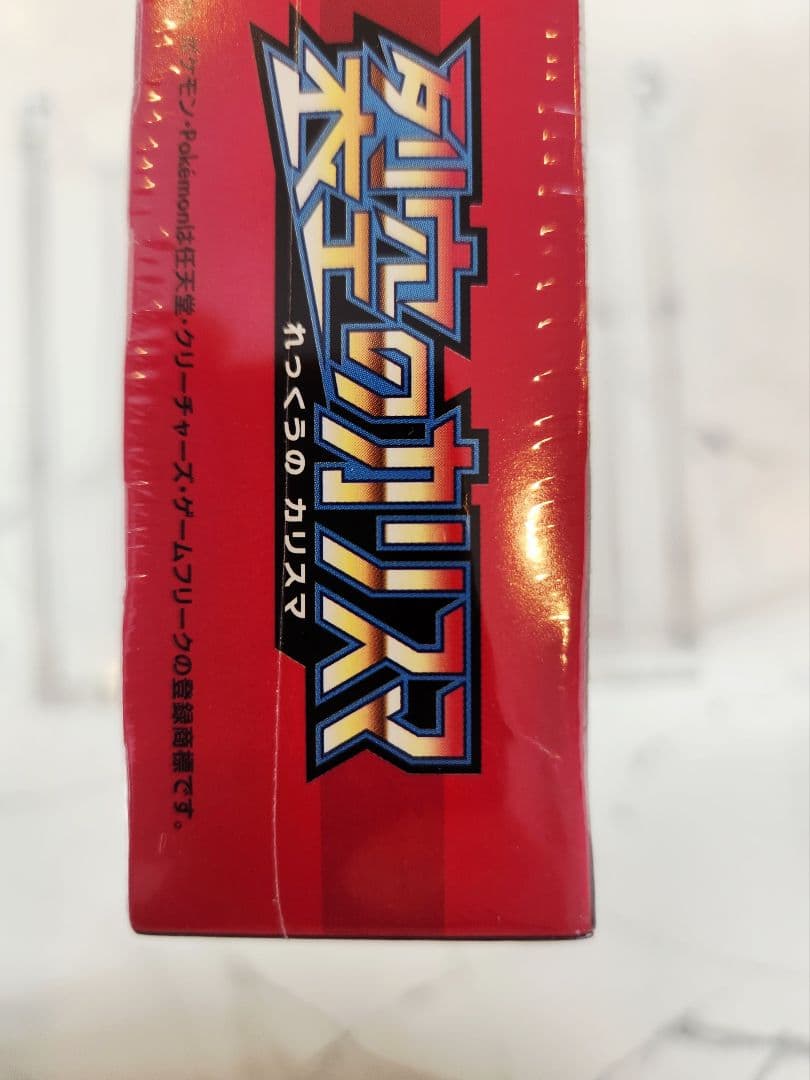 裂空のカリスマ
れっくうの カリスマ
ポケモン・Pokémonは任天堂・クリーチャーズ・ゲームフリークの登録商標です。